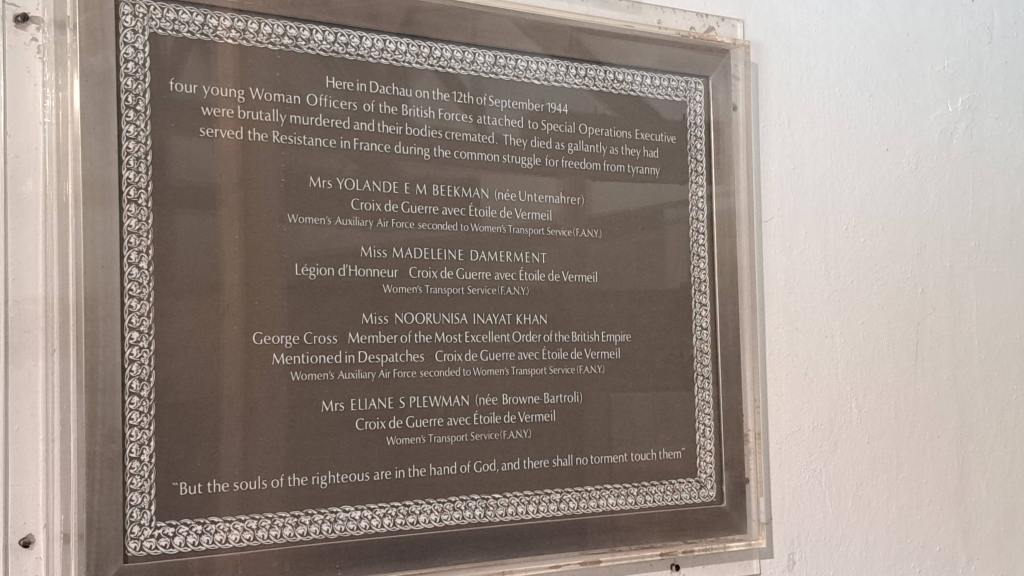 Here in Dachau on the 12th of September 1944
four young Woman Officers of the British Forces attached to Special Operations Executive
were brutally murdered and their bodies cremated. They died as gallantly as they had
served the Resistance in France during the common struggle for freedom from tyranny
Mrs YOLANDE E M BEEKMAN (née Unternahrer)
Croix de Guerre avec Étoile de Vermeil
Women's Auxiliary Air Force seconded to Women's Transport Service (F.A.N.Y.)
Miss MADELEINE DAMERMENT
Légion d'Honneur Croix de Guerre avec Étoile de Vermeil
Women's Transport Service (F.A.N.Y.)
Miss NOORUNISA INAYAT KHAN
George Cross Member of the Most Excellent Order of the British Empire
Mentioned in Despatches Croix de Guerre avec Étoile de Vermeil
Women's Auxiliary Air Force seconded to Women's Transport Service (F.A.N.Y.)
Mrs ELIANE S PLEWMAN (née Browne-Bartroli)
Croix de Guerre avec Étoile de Vermeil
Women's Transport Service (F.A.N.Y.)
"But the souls of the righteous are in the hand of God, and there shall no torment touch them"